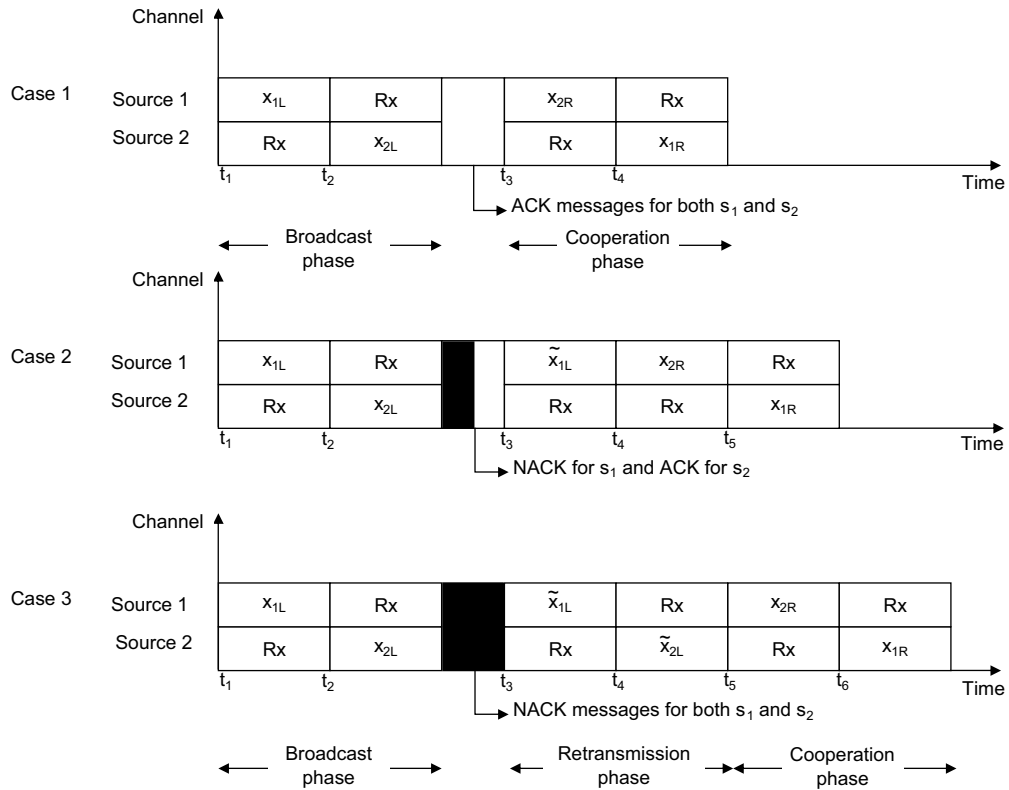 Channel
Case 1
Source 1
x1L Rx x2R Rx
Source 2
Rx x2L Rx x1R
t1 t2 t3 t4
Time
ACK messages for both s1 and s2
Broadcast phase
Cooperation phase
Channel
Case 2
Source 1
x1L Rx x̃1L x2R Rx
Source 2
Rx x2L Rx Rx x1R
t1 t2 t3 t4 t5
Time
NACK for s1 and ACK for s2
Channel
Case 3
Source 1
x1L Rx x̃1L Rx x2R Rx
Source 2
Rx x2L Rx x̃2L Rx x1R
t1 t2 t3 t4 t5 t6
Time
NACK messages for both s1 and s2
Broadcast phase
Retransmission phase
Cooperation phase